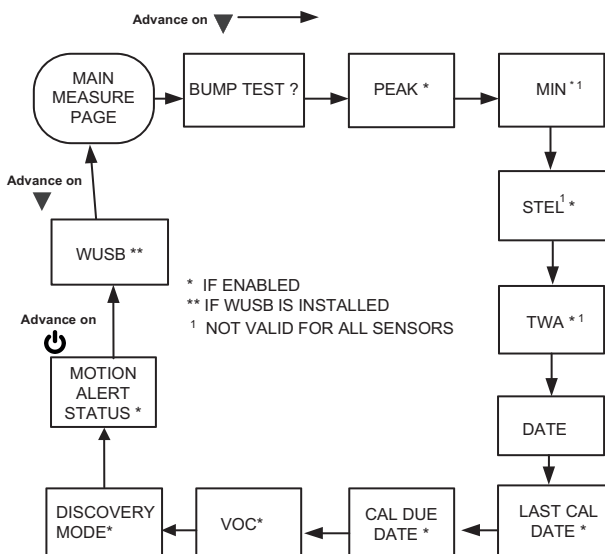 Advance on
MAIN
MEASURE
PAGE
BUMP TEST ?
PEAK *
MIN * 1
STEL 1 *
TWA * 1
DATE
LAST CAL
DATE *
CAL DUE
DATE *
VOC*
DISCOVERY
MODE*
MOTION
ALERT
STATUS *
Advance on
WUSB **
Advance on
* IF ENABLED
** IF WUSB IS INSTALLED
1 NOT VALID FOR ALL SENSORS